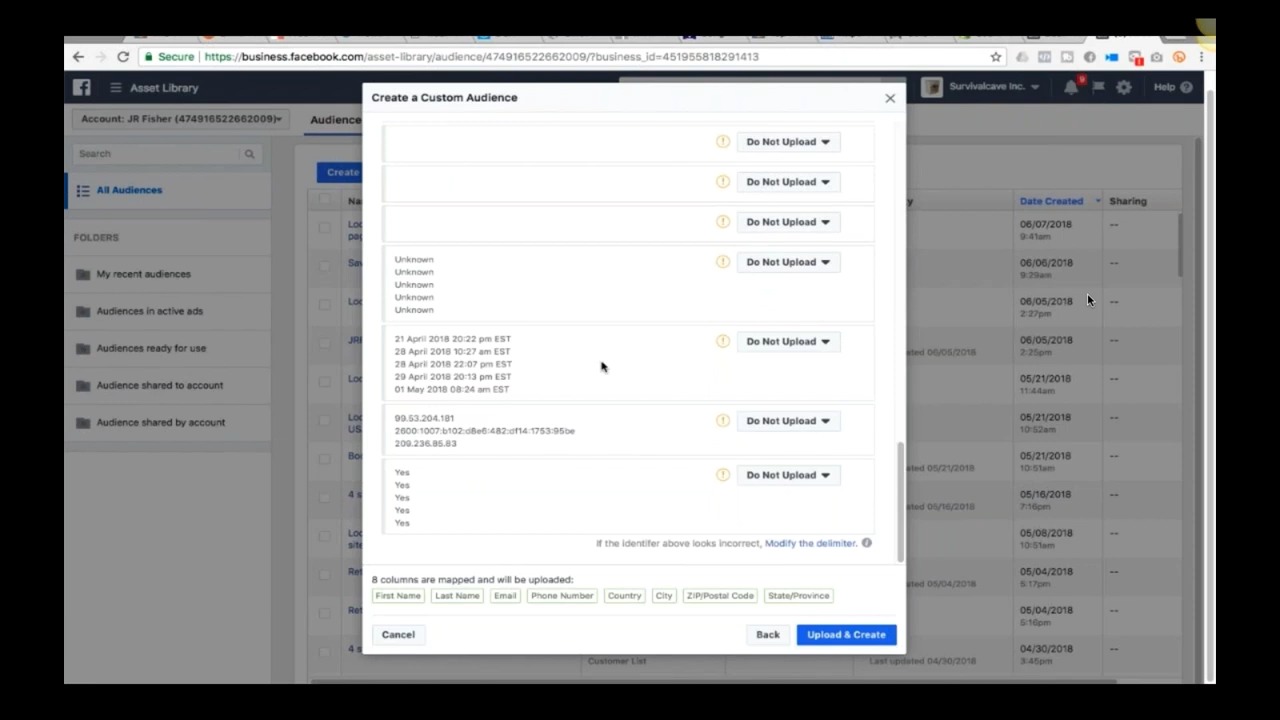 Secure https://business.facebook.com/asset-library/audience/474916522662009/?business_id=451955818291413
Asset Library
Survivalcave Inc.
9
Help
Account: JR Fisher (474916522662009)
Audience
Search
All Audiences
FOLDERS
My recent audiences
Audiences in active ads
Audiences ready for use
Audience shared to account
Audience shared by account
Create
Date Created
Sharing
06/07/2018
9:41am
--
06/06/2018
9:29am
--
06/05/2018
2:27pm
--
06/05/2018
2:25pm
--
05/21/2018
11:44am
--
05/21/2018
10:52am
--
05/21/2018
10:51am
--
05/16/2018
7:16pm
--
05/08/2018
10:51am
--
05/04/2018
5:17pm
--
05/04/2018
5:16pm
--
Customer List
Last updated 04/30/2018
04/30/2018
3:45pm
--
Create a Custom Audience
Do Not Upload
Do Not Upload
Do Not Upload
Unknown
Unknown
Unknown
Unknown
Unknown
Do Not Upload
21 April 2018 20:22 pm EST
28 April 2018 10:27 am EST
28 April 2018 22:07 pm EST
29 April 2018 20:13 pm EST
01 May 2018 08:24 am EST
Do Not Upload
99.53.204.181
2600:1007:b102:d8e6:482:df14:1753:95be
209.236.85.83
Do Not Upload
Yes
Yes
Yes
Yes
Yes
Do Not Upload
If the identifer above looks incorrect, Modify the delimiter.
8 columns are mapped and will be uploaded:
First Name Last Name Email Phone Number Country City ZIP/Postal Code State/Province
Cancel
Back
Upload & Create